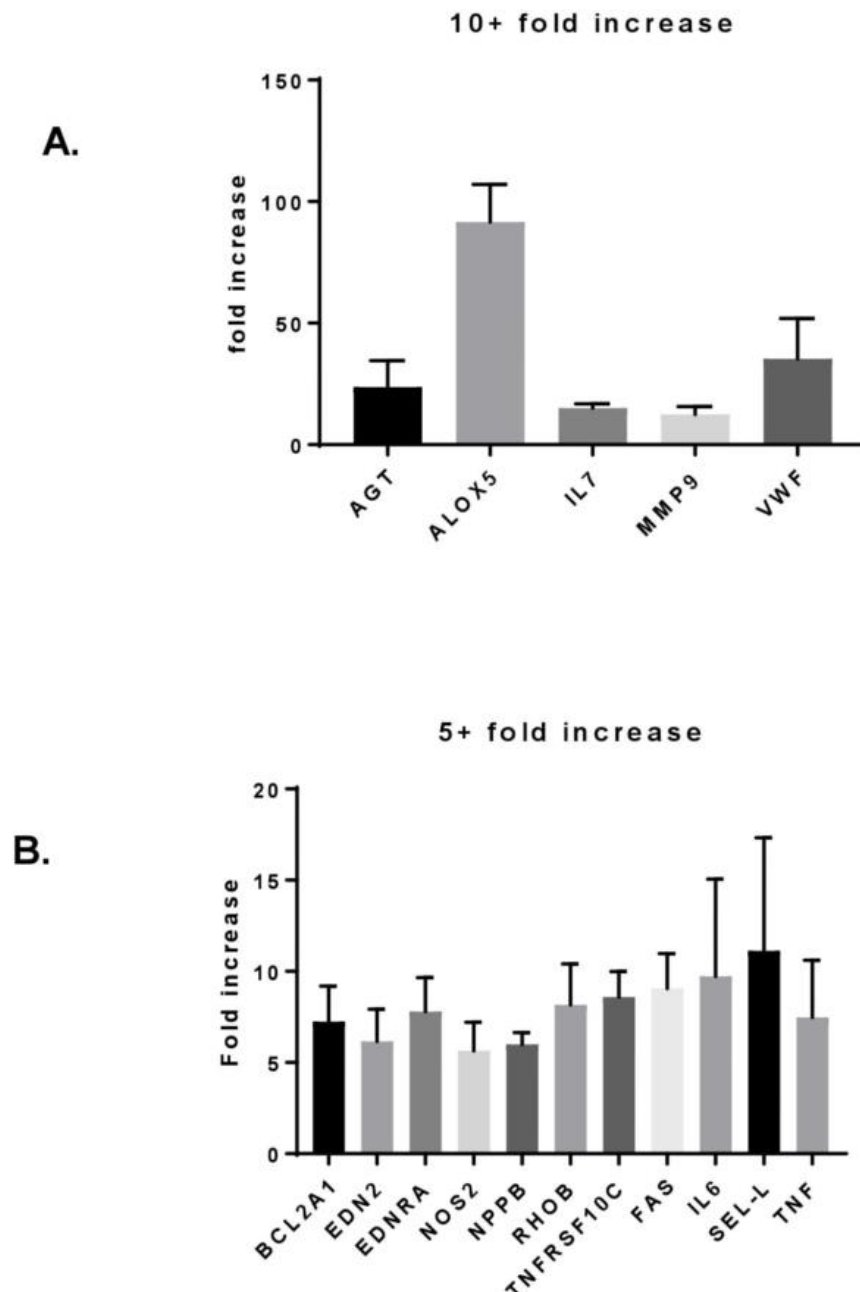 10+ fold increase
A.
fold increase
150
100
50
0
AGT
ALOX5
IL7
MMP9
VWF
5+ fold increase
B.
Fold increase
20
15
10
5
0
BCL2A1
EDN2
EDNRA
NOS2
NPPB
RHOB
TNFRSF10C
FAS
IL6
SEL-L
TNF